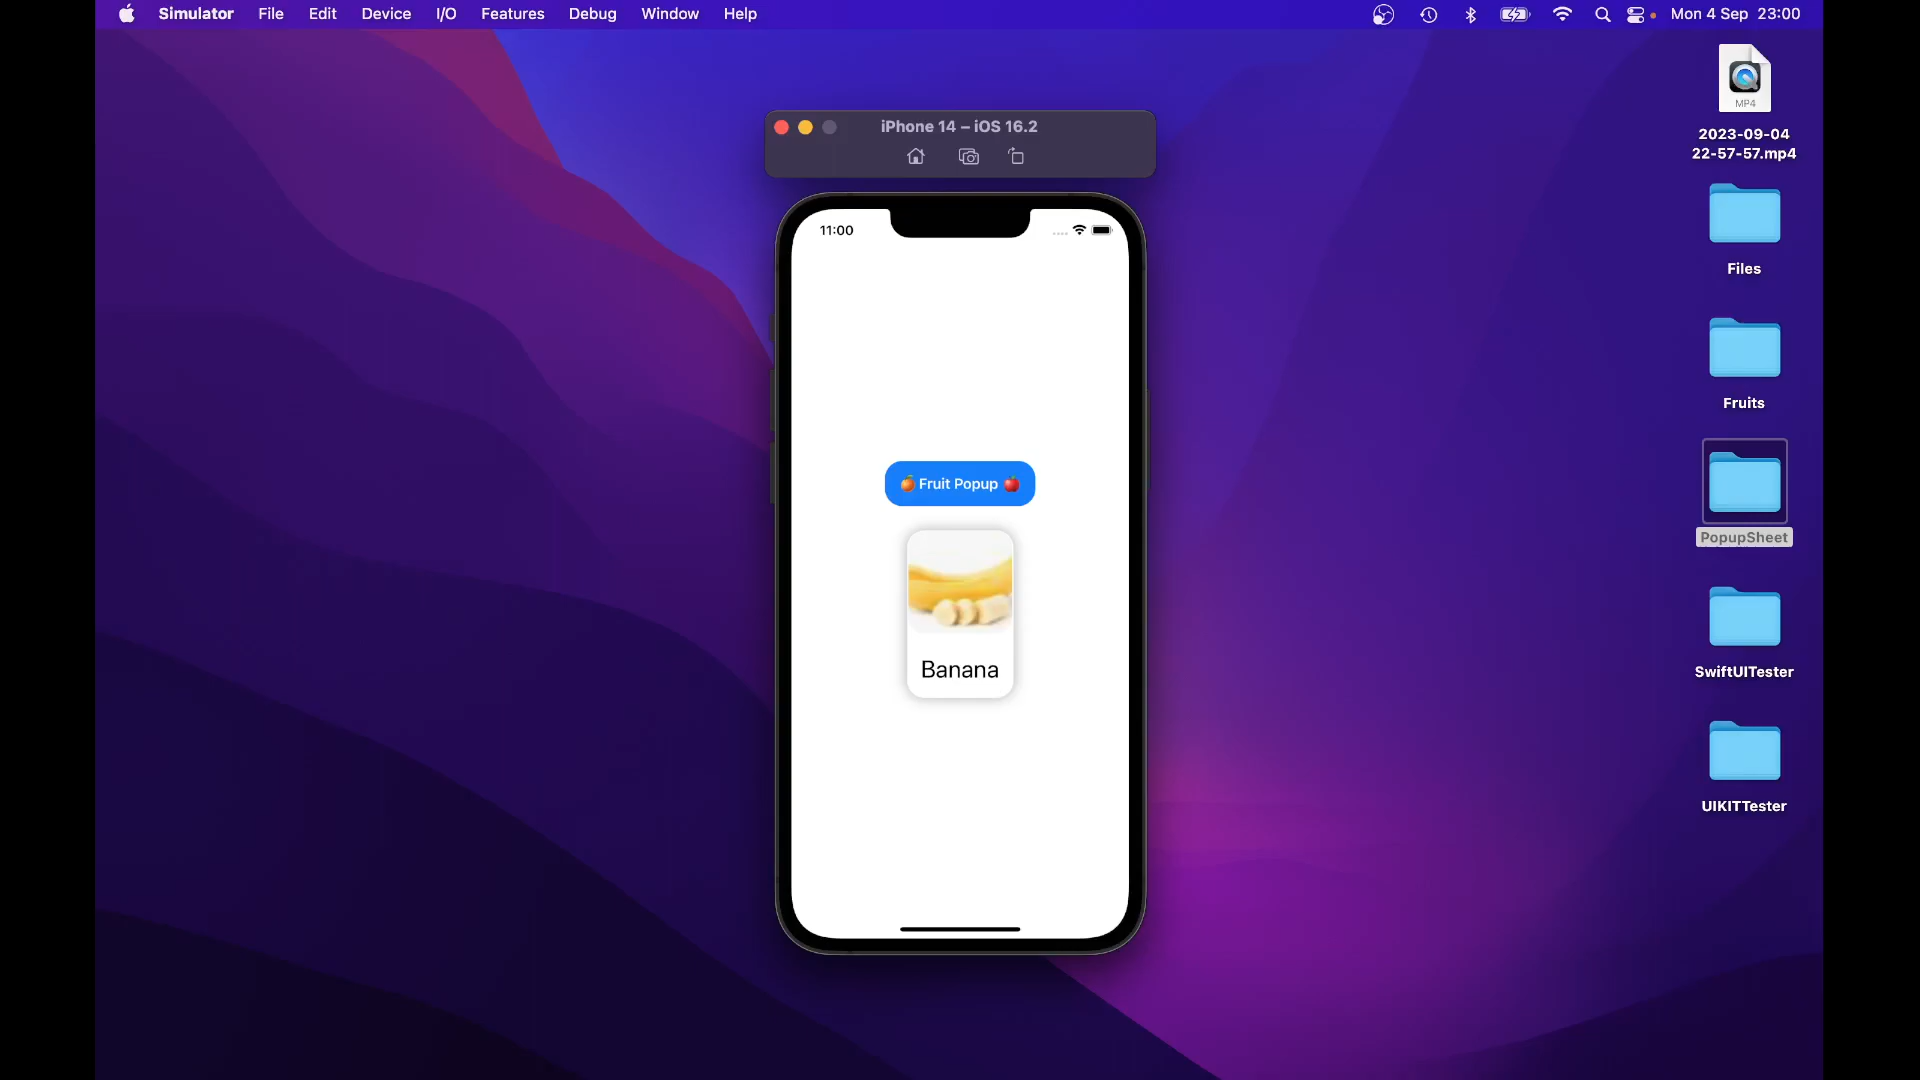 Simulator File Edit Device I/O Features Debug Window Help Mon 4 Sep 23:00
iPhone 14 – iOS 16.2
11:00
🍊 Fruit Popup 🍎
Banana
MP4
2023-09-04
22-57-57.mp4
Files
Fruits
PopupSheet
SwiftUITester
UIKITTester